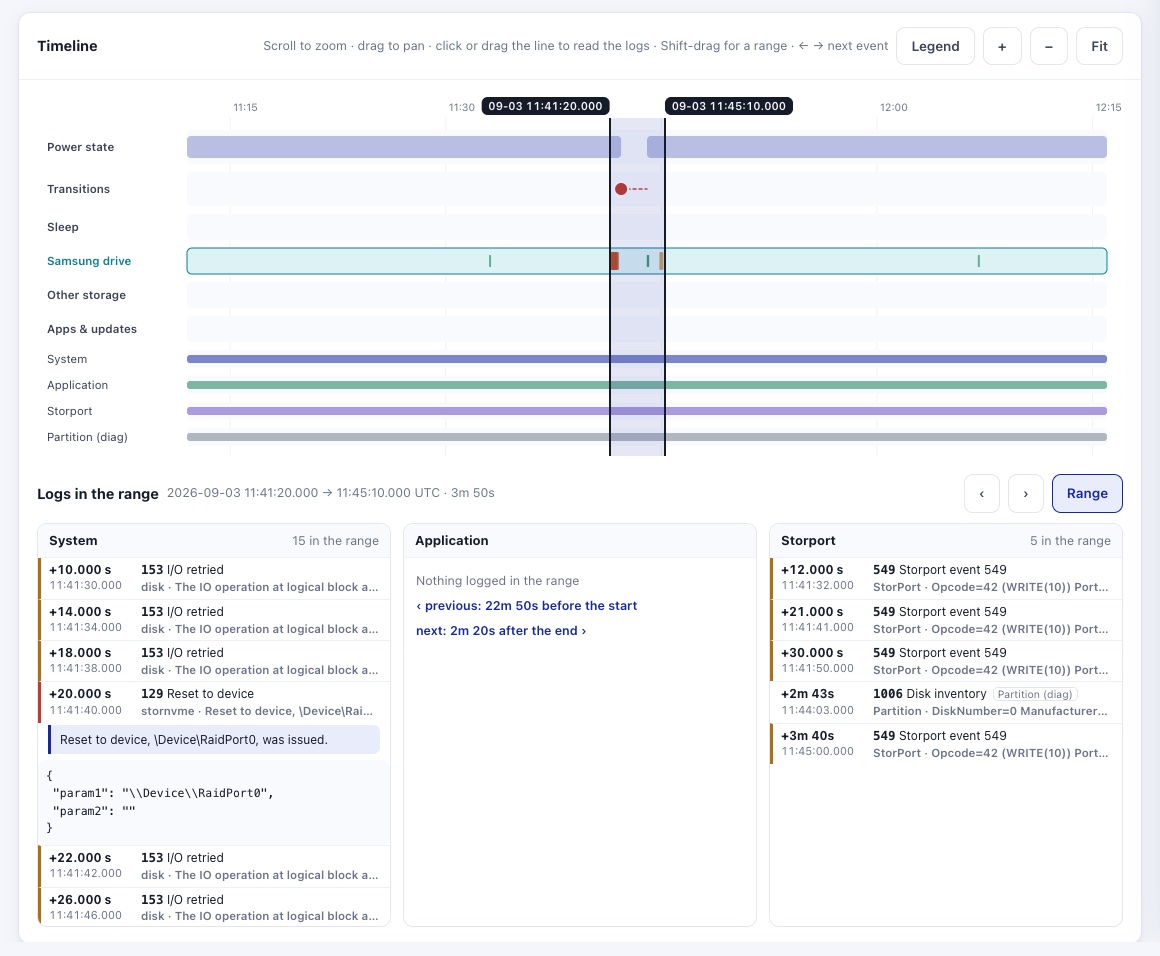 Timeline
Scroll to zoom · drag to pan · click or drag the line to read the logs · Shift-drag for a range · ← → next event
Legend
+
−
Fit
11:15
11:30
09-03 11:41:20.000
09-03 11:45:10.000
12:00
12:15
Power state
Transitions
Sleep
Samsung drive
Other storage
Apps & updates
System
Application
Storport
Partition (diag)
Logs in the range 2026-09-03 11:41:20.000 → 11:45:10.000 UTC · 3m 50s
‹
›
Range
System 15 in the range
+10.000 s 153 I/O retried
11:41:30.000 disk · The IO operation at logical block a…
+14.000 s 153 I/O retried
11:41:34.000 disk · The IO operation at logical block a…
+18.000 s 153 I/O retried
11:41:38.000 disk · The IO operation at logical block a…
+20.000 s 129 Reset to device
11:41:40.000 stornvme · Reset to device, \Device\Rai…
Reset to device, \Device\RaidPort0, was issued.
{
"param1": "\\Device\\RaidPort0",
"param2": ""
}
+22.000 s 153 I/O retried
11:41:42.000 disk · The IO operation at logical block a…
+26.000 s 153 I/O retried
11:41:46.000 disk · The IO operation at logical block a…
Application
Nothing logged in the range
‹ previous: 22m 50s before the start
next: 2m 20s after the end ›
Storport 5 in the range
+12.000 s 549 Storport event 549
11:41:32.000 StorPort · Opcode=42 (WRITE(10)) Port…
+21.000 s 549 Storport event 549
11:41:41.000 StorPort · Opcode=42 (WRITE(10)) Port…
+30.000 s 549 Storport event 549
11:41:50.000 StorPort · Opcode=42 (WRITE(10)) Port…
+2m 43s 1006 Disk inventory Partition (diag)
11:44:03.000 Partition · DiskNumber=0 Manufacturer…
+3m 40s 549 Storport event 549
11:45:00.000 StorPort · Opcode=42 (WRITE(10)) Port…